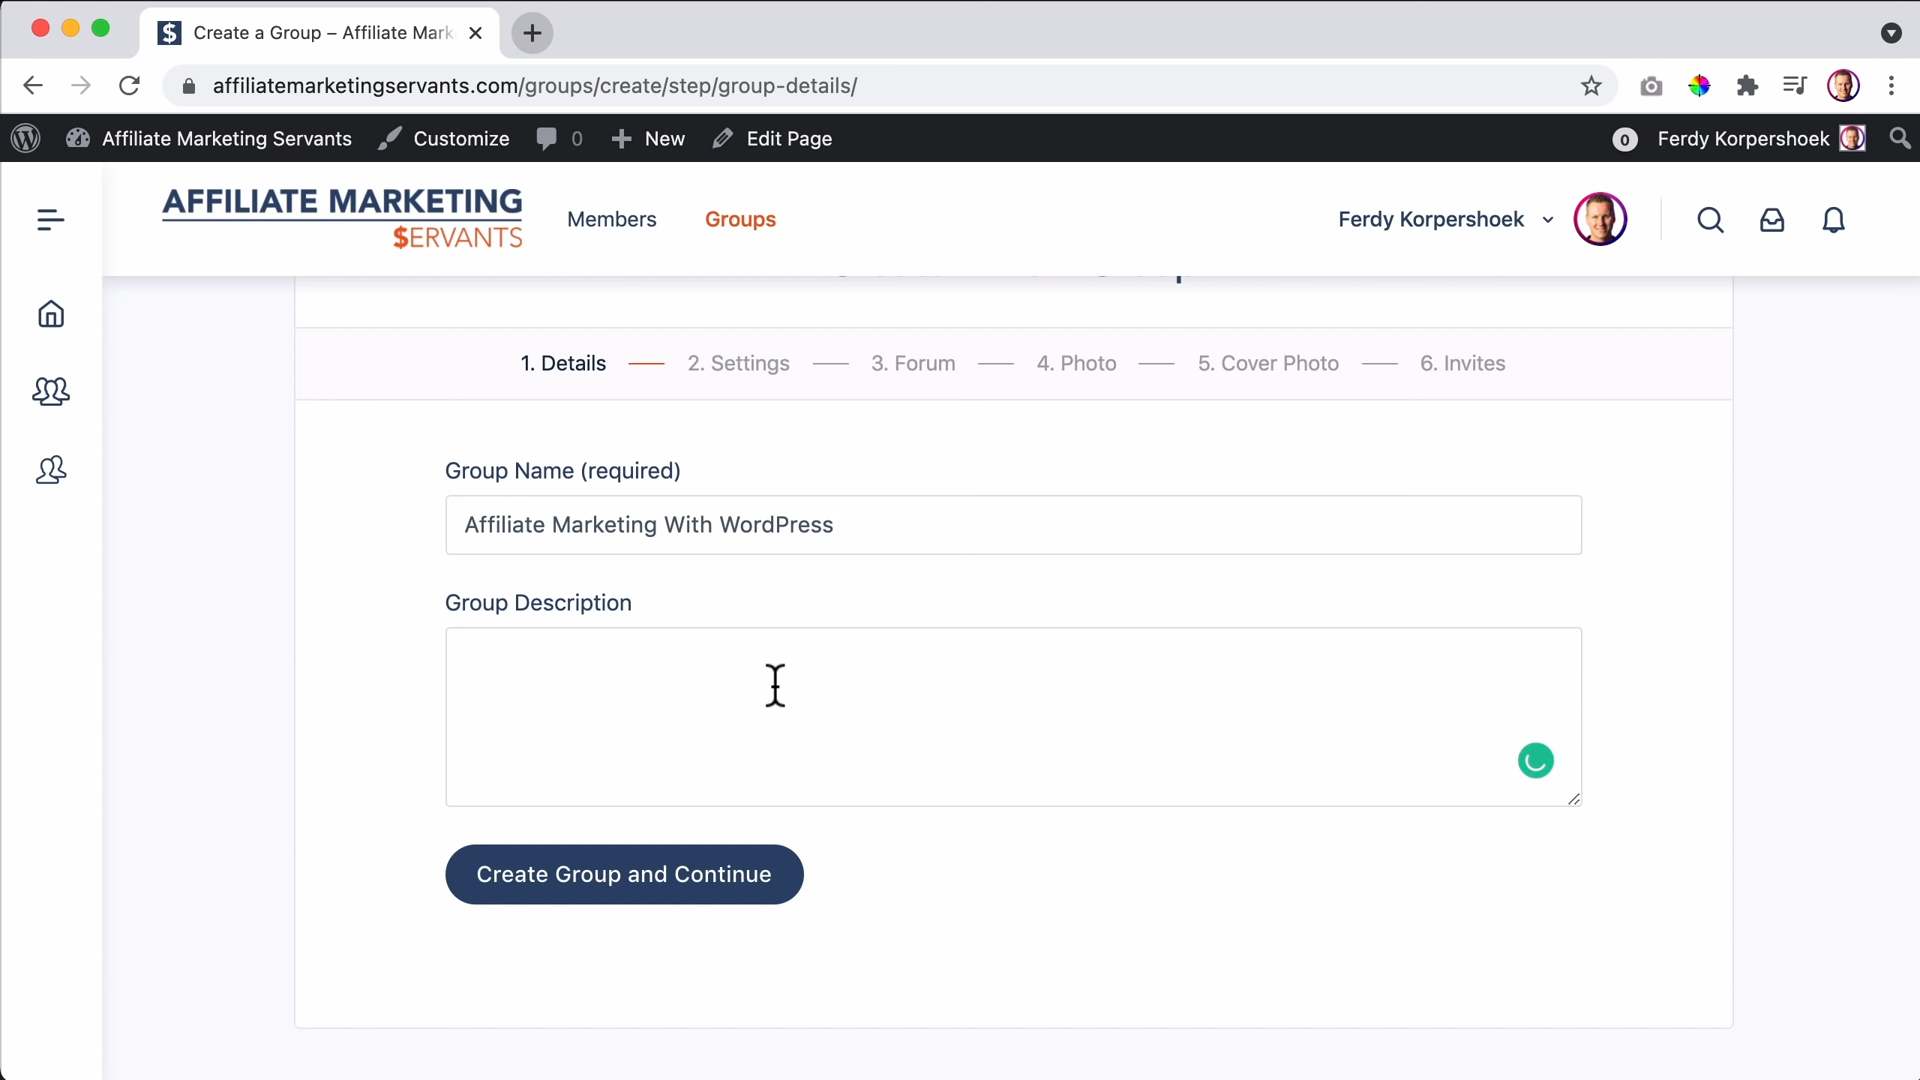 Create a Group – Affiliate Mark
affiliatemarketingservants.com/groups/create/step/group-details/
Affiliate Marketing Servants Customize 0 New Edit Page 0 Ferdy Korpershoek
AFFILIATE MARKETING
$ERVANTS
Members Groups Ferdy Korpershoek
1. Details 2. Settings 3. Forum 4. Photo 5. Cover Photo 6. Invites
Group Name (required)
Affiliate Marketing With WordPress
Group Description
Create Group and Continue